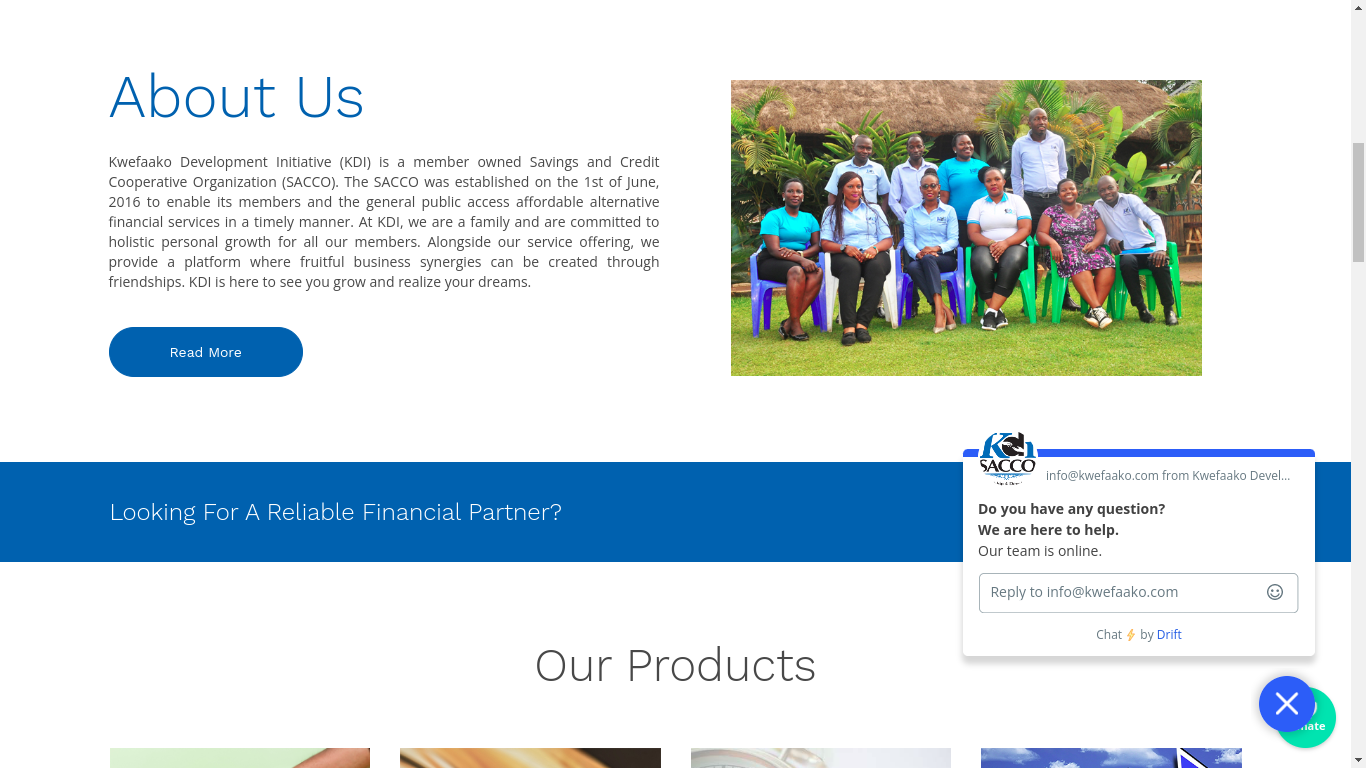 About Us
Kwefaako Development Initiative (KDI) is a member owned Savings and Credit
Cooperative Organization (SACCO). The SACCO was established on the 1st of June,
2016 to enable its members and the general public access affordable alternative
financial services in a timely manner. At KDI, we are a family and are committed to
holistic personal growth for all our members. Alongside our service offering, we
provide a platform where fruitful business synergies can be created through
friendships. KDI is here to see you grow and realize your dreams.
Read More
Looking For A Reliable Financial Partner?
SACCO
info@kwefaako.com from Kwefaako Devel...
Do you have any question?
We are here to help.
Our team is online.
Reply to info@kwefaako.com
Chat by Drift
Our Products